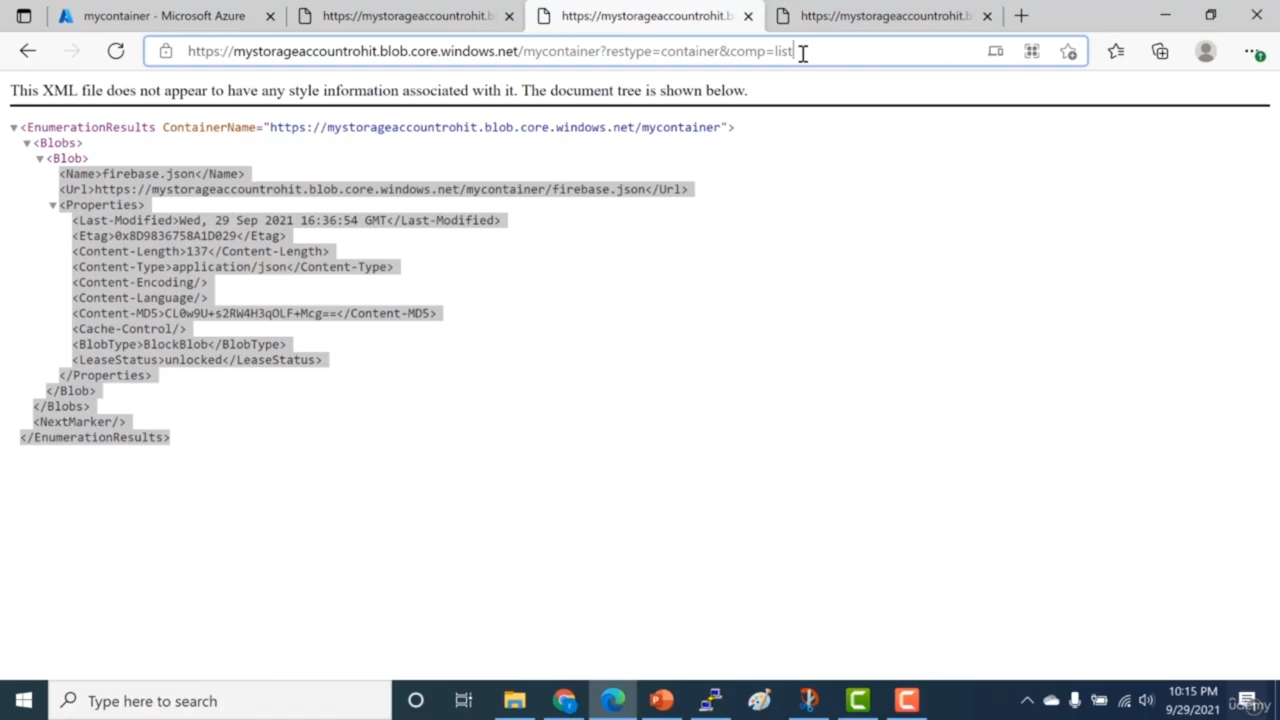 mycontainer - Microsoft Azure
https://mystorageaccountrohit.b
https://mystorageaccountrohit.b
https://mystorageaccountrohit.b
https://mystorageaccountrohit.blob.core.windows.net/mycontainer?restype=container&comp=list
This XML file does not appear to have any style information associated with it. The document tree is shown below.
<EnumerationResults ContainerName="https://mystorageaccountrohit.blob.core.windows.net/mycontainer">
<Blobs>
<Blob>
<Name>firebase.json</Name>
<Url>https://mystorageaccountrohit.blob.core.windows.net/mycontainer/firebase.json</Url>
<Properties>
<Last-Modified>Wed, 29 Sep 2021 16:36:54 GMT</Last-Modified>
<Etag>0x8D9836758A1D029</Etag>
<Content-Length>137</Content-Length>
<Content-Type>application/json</Content-Type>
<Content-Encoding/>
<Content-Language/>
<Content-MD5>CL0w9U+s2RW4H3qOLF+Mcg==</Content-MD5>
<Cache-Control/>
<BlobType>BlockBlob</BlobType>
<LeaseStatus>unlocked</LeaseStatus>
</Properties>
</Blob>
</Blobs>
<NextMarker/>
</EnumerationResults>
Type here to search
10:15 PM
9/29/2021
udemy